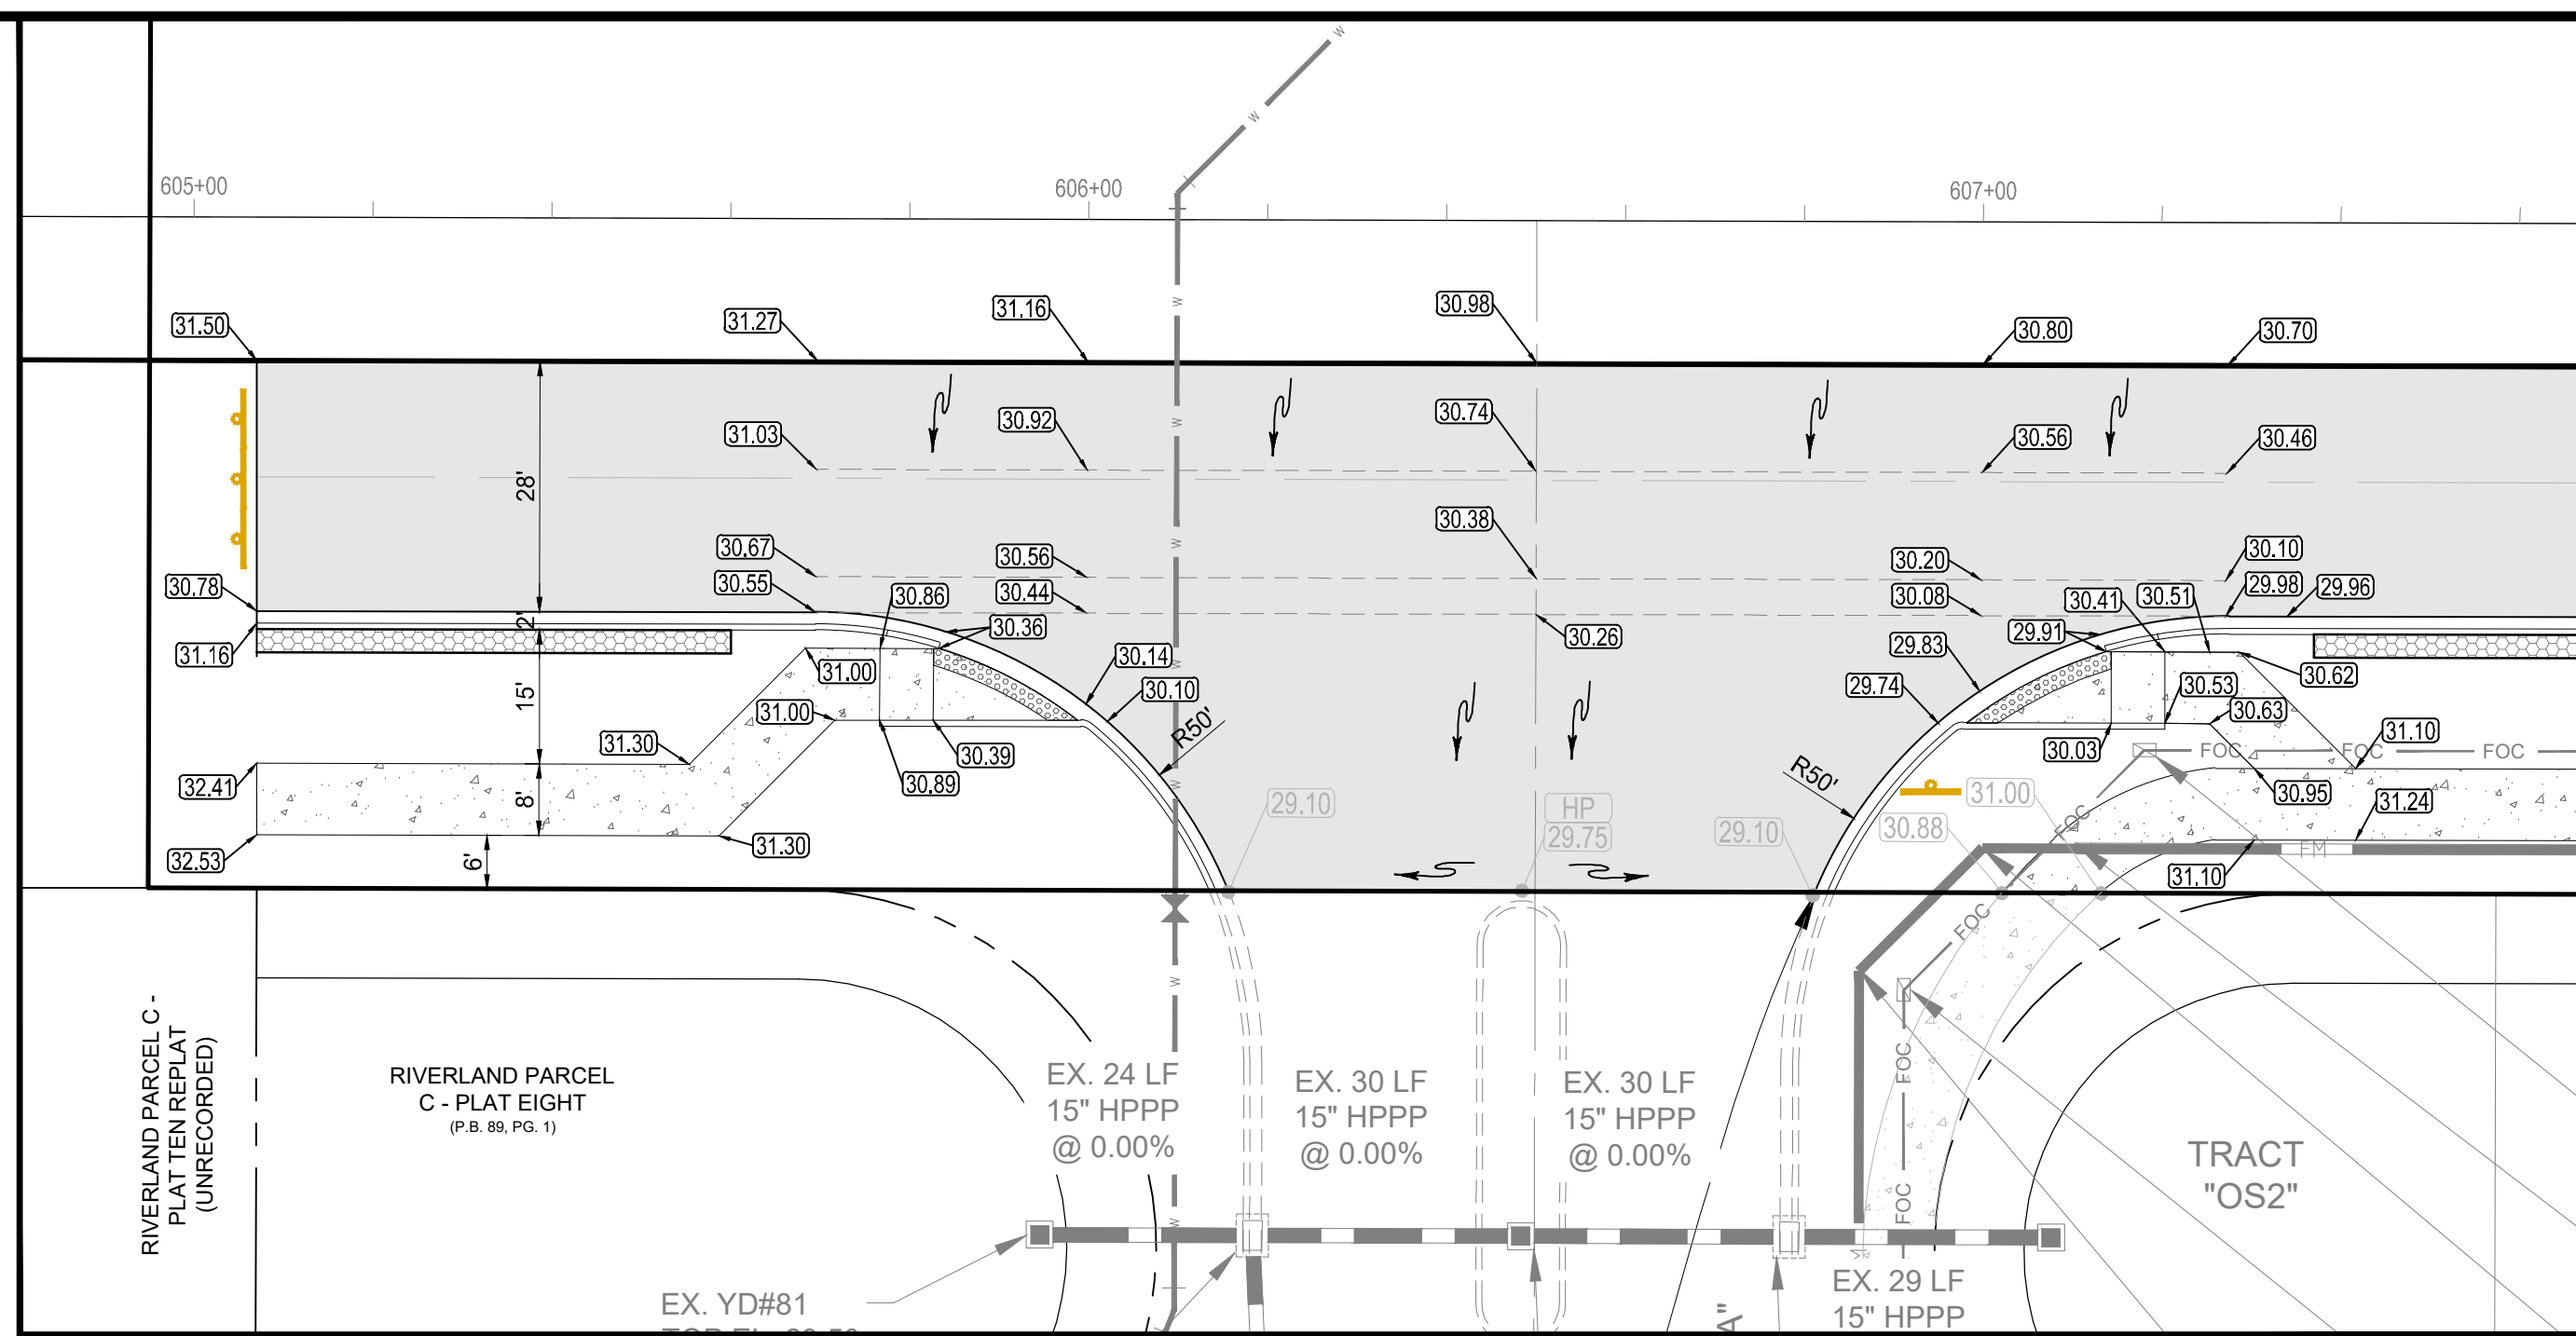 W
W
605+00
606+00
607+00
31.50
31.27
31.16
30.98
30.80
30.70
W
31.03
30.92
30.74
30.56
30.46
W
W
28'
30.67
30.56
30.38
30.20
30.10
W
30.78
30.55
30.44
30.86
30.08
30.41
30.51
29.98
29.96
2'
30.36
30.26
29.91
31.16
30.14
29.83
W
31.00
30.10
29.74
30.53
30.62
15'
31.00
R50'
30.63
31.30
30.39
30.03
31.10
FOC
FOC
FOC
32.41
30.89
R50'
W
8'
29.10
HP
29.75
29.10
31.00
30.88
FOC
30.95
31.24
32.53
6'
31.30
FM
31.10
FOC
W
RIVERLAND PARCEL C -
PLAT TEN REPLAT
(UNRECORDED)
RIVERLAND PARCEL
C - PLAT EIGHT
(P.B. 89, PG. 1)
EX. 24 LF
15" HPPP
@ 0.00%
EX. 30 LF
15" HPPP
@ 0.00%
EX. 30 LF
15" HPPP
@ 0.00%
FOC
FOC
TRACT
"OS2"
W
EX. YD#81
EX. 29 LF
15" HPPP
A"